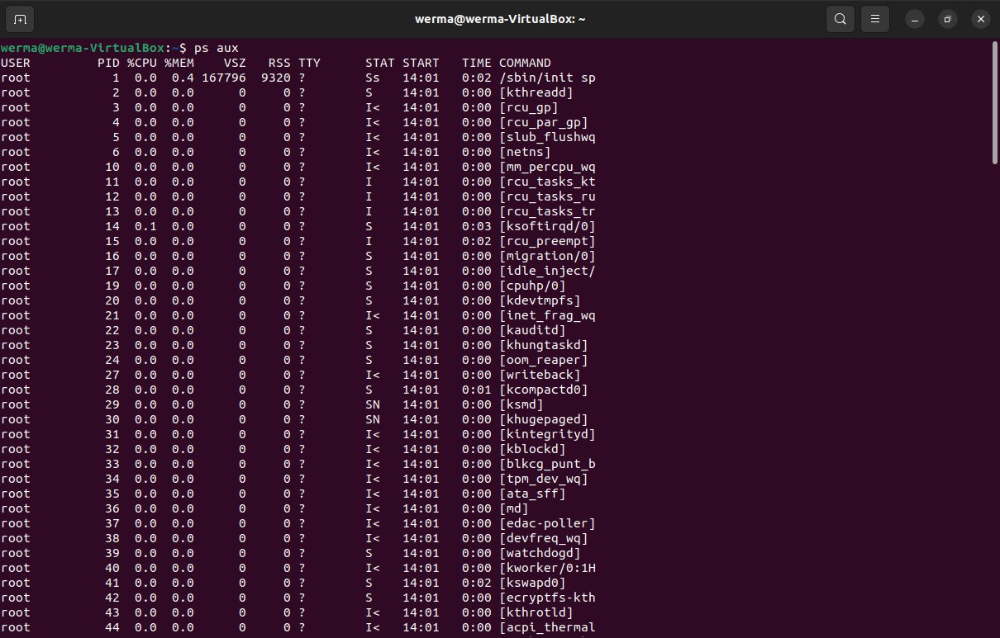 werma@werma-VirtualBox: ~
werma@werma-VirtualBox:~$ ps aux
USER         PID %CPU %MEM    VSZ   RSS TTY      STAT START   TIME COMMAND
root           1  0.0  0.4 167796  9320 ?        Ss   14:01   0:02 /sbin/init sp
root           2  0.0  0.0      0     0 ?        S    14:01   0:00 [kthreadd]
root           3  0.0  0.0      0     0 ?        I<   14:01   0:00 [rcu_gp]
root           4  0.0  0.0      0     0 ?        I<   14:01   0:00 [rcu_par_gp]
root           5  0.0  0.0      0     0 ?        I<   14:01   0:00 [slub_flushwq
root           6  0.0  0.0      0     0 ?        I<   14:01   0:00 [netns]
root          10  0.0  0.0      0     0 ?        I<   14:01   0:00 [mm_percpu_wq
root          11  0.0  0.0      0     0 ?        I    14:01   0:00 [rcu_tasks_kt
root          12  0.0  0.0      0     0 ?        I    14:01   0:00 [rcu_tasks_ru
root          13  0.0  0.0      0     0 ?        I    14:01   0:00 [rcu_tasks_tr
root          14  0.1  0.0      0     0 ?        S    14:01   0:03 [ksoftirqd/0]
root          15  0.0  0.0      0     0 ?        I    14:01   0:02 [rcu_preempt]
root          16  0.0  0.0      0     0 ?        S    14:01   0:00 [migration/0]
root          17  0.0  0.0      0     0 ?        S    14:01   0:00 [idle_inject/
root          19  0.0  0.0      0     0 ?        S    14:01   0:00 [cpuhp/0]
root          20  0.0  0.0      0     0 ?        S    14:01   0:00 [kdevtmpfs]
root          21  0.0  0.0      0     0 ?        I<   14:01   0:00 [inet_frag_wq
root          22  0.0  0.0      0     0 ?        S    14:01   0:00 [kauditd]
root          23  0.0  0.0      0     0 ?        S    14:01   0:00 [khungtaskd]
root          24  0.0  0.0      0     0 ?        S    14:01   0:00 [oom_reaper]
root          27  0.0  0.0      0     0 ?        I<   14:01   0:00 [writeback]
root          28  0.0  0.0      0     0 ?        S    14:01   0:01 [kcompactd0]
root          29  0.0  0.0      0     0 ?        SN   14:01   0:00 [ksmd]
root          30  0.0  0.0      0     0 ?        SN   14:01   0:00 [khugepaged]
root          31  0.0  0.0      0     0 ?        I<   14:01   0:00 [kintegrityd]
root          32  0.0  0.0      0     0 ?        I<   14:01   0:00 [kblockd]
root          33  0.0  0.0      0     0 ?        I<   14:01   0:00 [blkcg_punt_b
root          34  0.0  0.0      0     0 ?        I<   14:01   0:00 [tpm_dev_wq]
root          35  0.0  0.0      0     0 ?        I<   14:01   0:00 [ata_sff]
root          36  0.0  0.0      0     0 ?        I<   14:01   0:00 [md]
root          37  0.0  0.0      0     0 ?        I<   14:01   0:00 [edac-poller]
root          38  0.0  0.0      0     0 ?        I<   14:01   0:00 [devfreq_wq]
root          39  0.0  0.0      0     0 ?        S    14:01   0:00 [watchdogd]
root          40  0.0  0.0      0     0 ?        I<   14:01   0:00 [kworker/0:1H
root          41  0.0  0.0      0     0 ?        S    14:01   0:02 [kswapd0]
root          42  0.0  0.0      0     0 ?        S    14:01   0:00 [ecryptfs-kth
root          43  0.0  0.0      0     0 ?        I<   14:01   0:00 [kthrotld]
root          44  0.0  0.0      0     0 ?        I<   14:01   0:00 [acpi_thermal